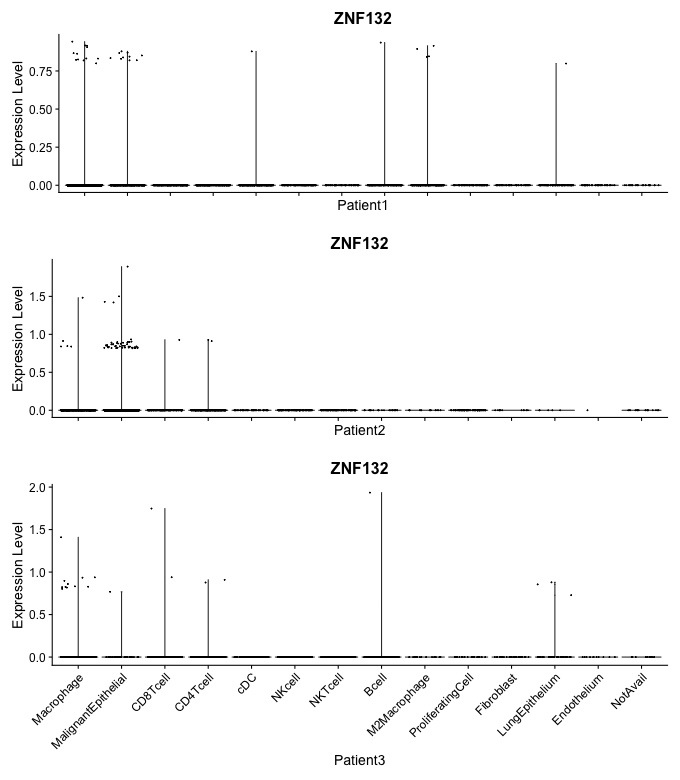 ZNF132
Expression Level
0.75
0.50
0.25
0.00
Patient1
ZNF132
Expression Level
1.5
1.0
0.5
0.0
Patient2
ZNF132
Expression Level
2.0
1.5
1.0
0.5
0.0
Macrophage
MalignantEpithelial
CD8Tcell
CD4Tcell
cDC
NKcell
NKTcell
Bcell
M2Macrophage
ProliferatingCell
Fibroblast
LungEpithelium
Endothelium
NotAvail
Patient3